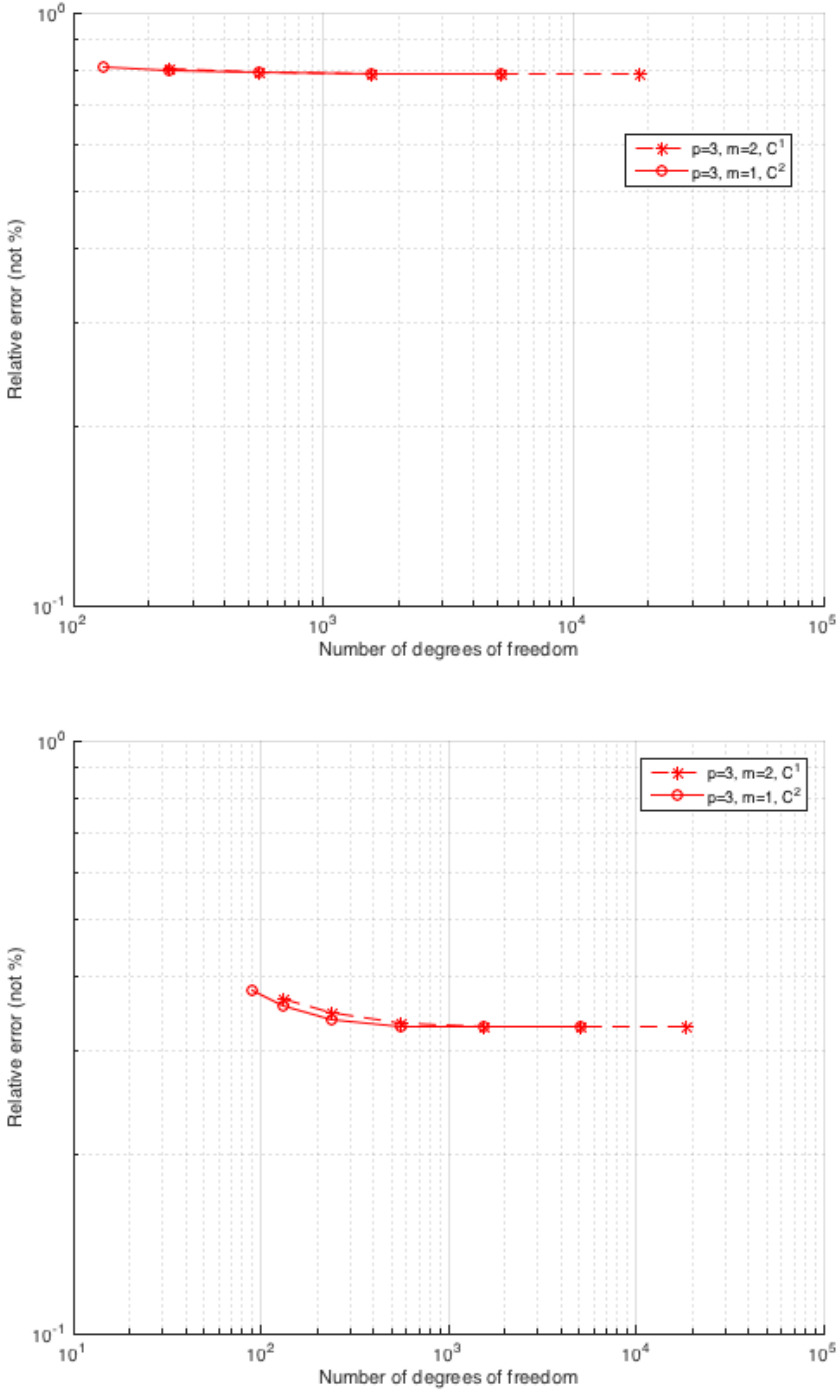 10^0
p=3, m=2, C^1
p=3, m=1, C^2
Relative error (not %)
10^-1
10^2
10^3
10^4
10^5
Number of degrees of freedom
10^0
p=3, m=2, C^1
p=3, m=1, C^2
Relative error (not %)
10^-1
10^1
10^2
10^3
10^4
10^5
Number of degrees of freedom